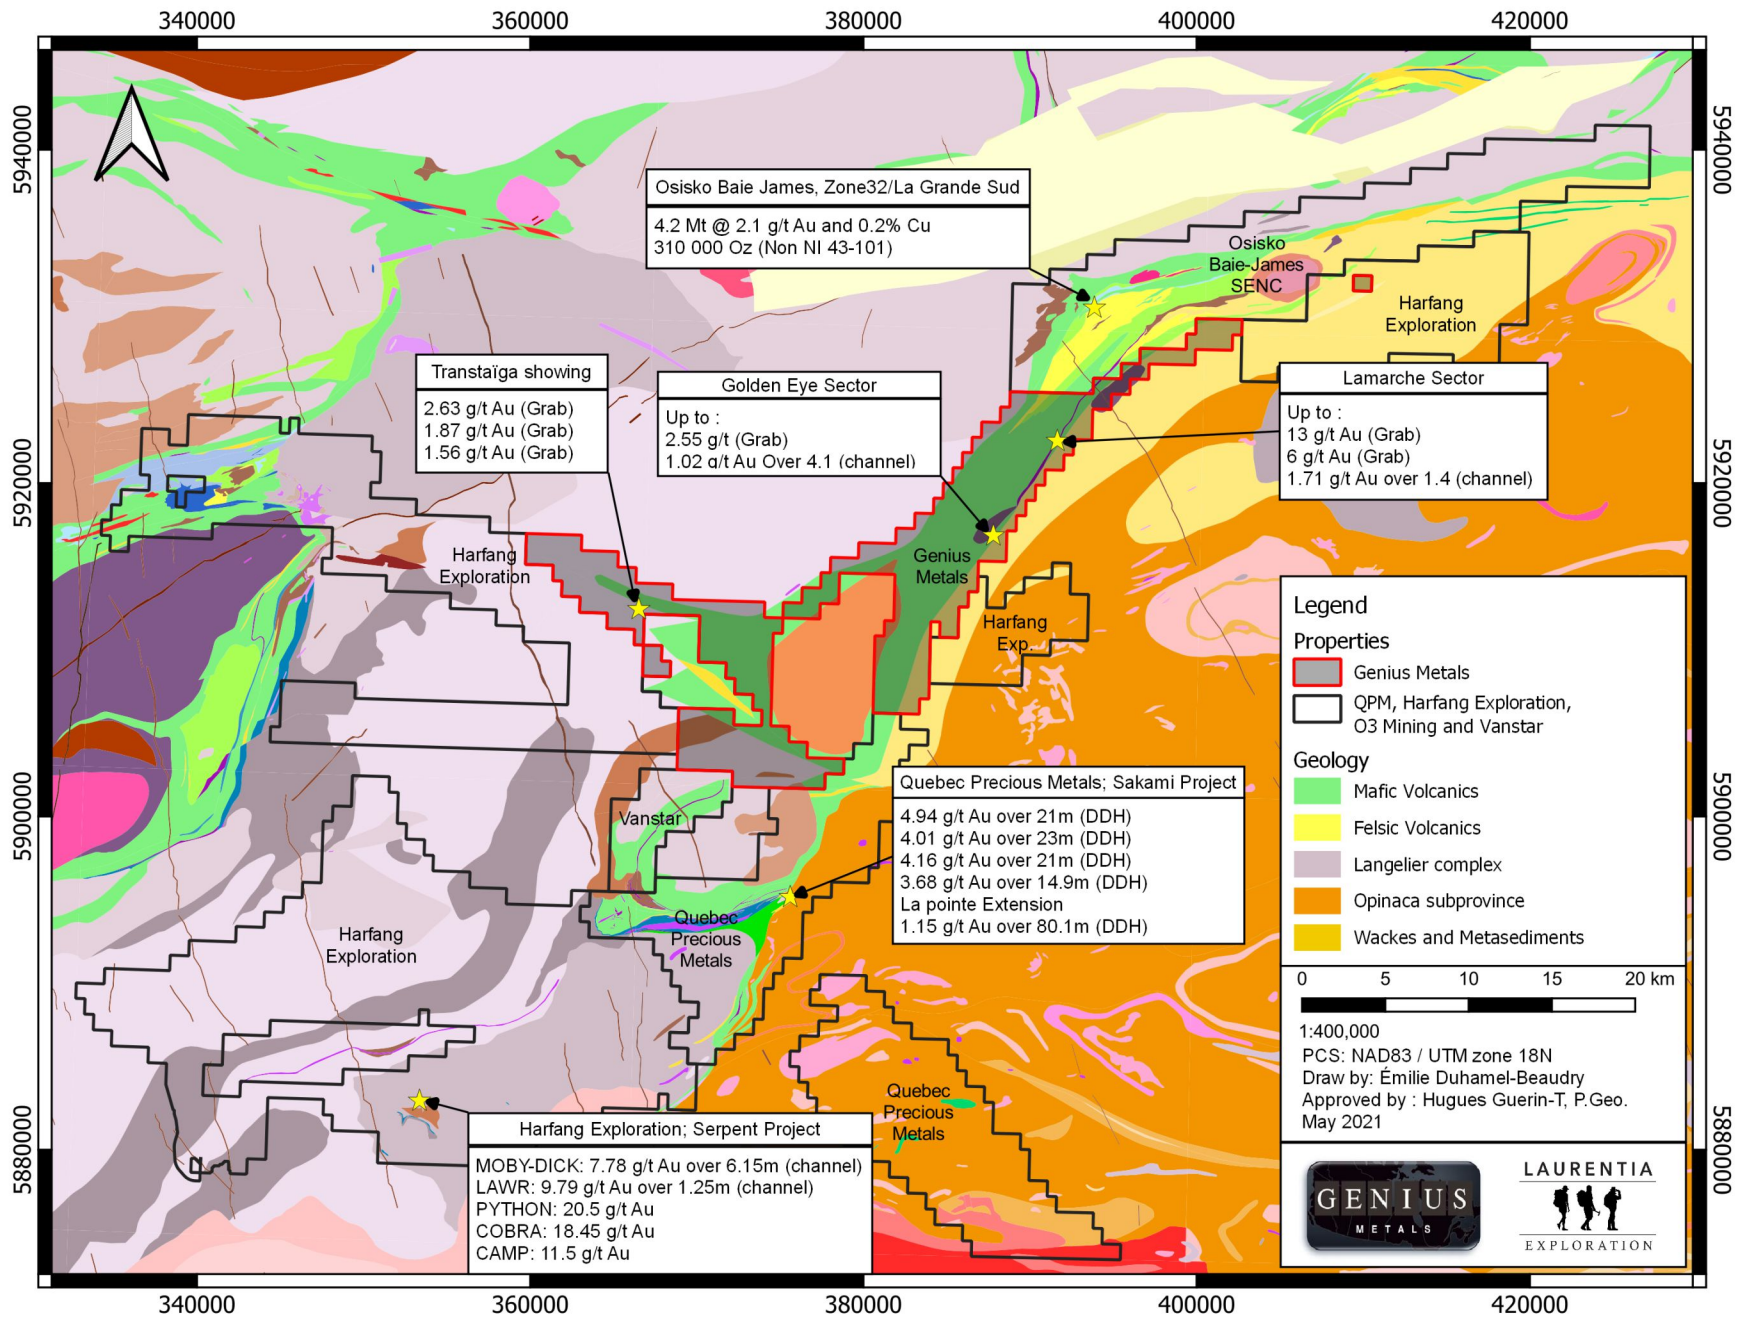 340000
360000
380000
400000
420000
5940000
5940000
Osisko Baie James, Zone32/La Grande Sud
4.2 Mt @ 2.1 g/t Au and 0.2% Cu
310 000 Oz (Non NI 43-101)
Osisko
Baie-James
SENC
Harfang
Exploration
Transtaïga showing
2.63 g/t Au (Grab)
1.87 g/t Au (Grab)
1.56 g/t Au (Grab)
Golden Eye Sector
Up to :
2.55 g/t (Grab)
1.02 g/t Au Over 4.1 (channel)
Lamarche Sector
Up to :
13 g/t Au (Grab)
6 g/t Au (Grab)
1.71 g/t Au over 1.4 (channel)
5920000
5920000
Harfang
Exploration
Genius
Metals
Harfang
Exp.
Legend
Properties
Genius Metals
QPM, Harfang Exploration,
O3 Mining and Vanstar
Geology
Mafic Volcanics
Felsic Volcanics
Langelier complex
Opinaca subprovince
Wackes and Metasediments
5900000
5900000
Vanstar
Quebec Precious Metals; Sakami Project
4.94 g/t Au over 21m (DDH)
4.01 g/t Au over 23m (DDH)
4.16 g/t Au over 21m (DDH)
3.68 g/t Au over 14.9m (DDH)
La pointe Extension
1.15 g/t Au over 80.1m (DDH)
Quebec
Precious
Metals
Harfang
Exploration
0 5 10 15 20 km
1:400,000
PCS: NAD83 / UTM zone 18N
Draw by: Émilie Duhamel-Beaudry
Approved by : Hugues Guerin-T, P.Geo.
May 2021
Quebec
Precious
Metals
5880000
5880000
Harfang Exploration; Serpent Project
MOBY-DICK: 7.78 g/t Au over 6.15m (channel)
LAWR: 9.79 g/t Au over 1.25m (channel)
PYTHON: 20.5 g/t Au
COBRA: 18.45 g/t Au
CAMP: 11.5 g/t Au
GENIUS
METALS
LAURENTIA
EXPLORATION
340000
360000
380000
400000
420000